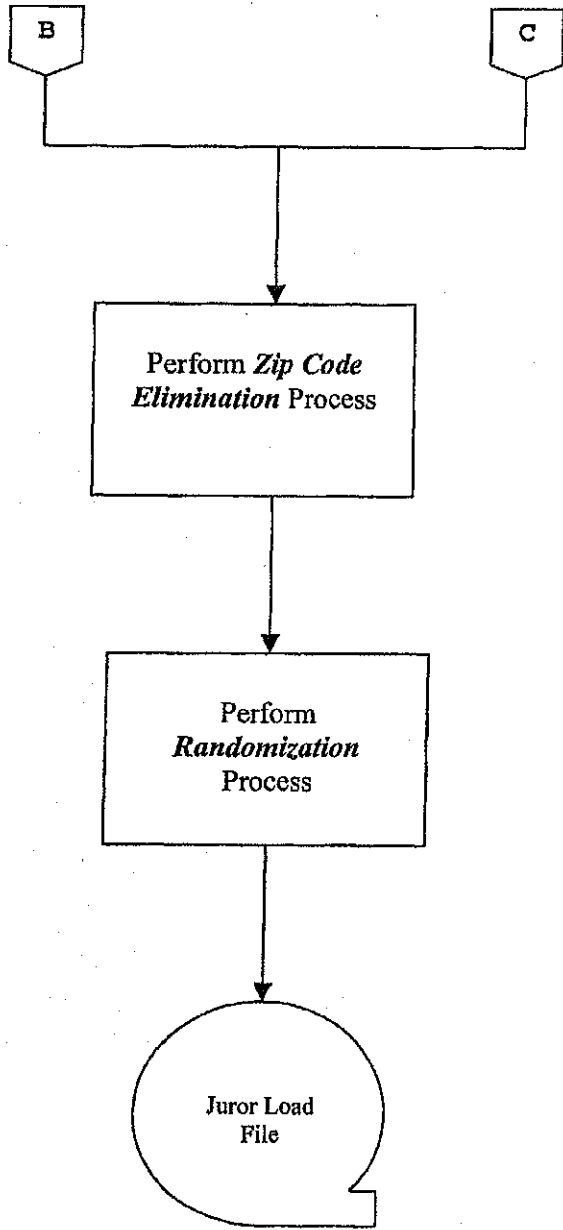 B
C
Perform Zip Code
Elimination Process
Perform
Randomization
Process
Juror Load
File